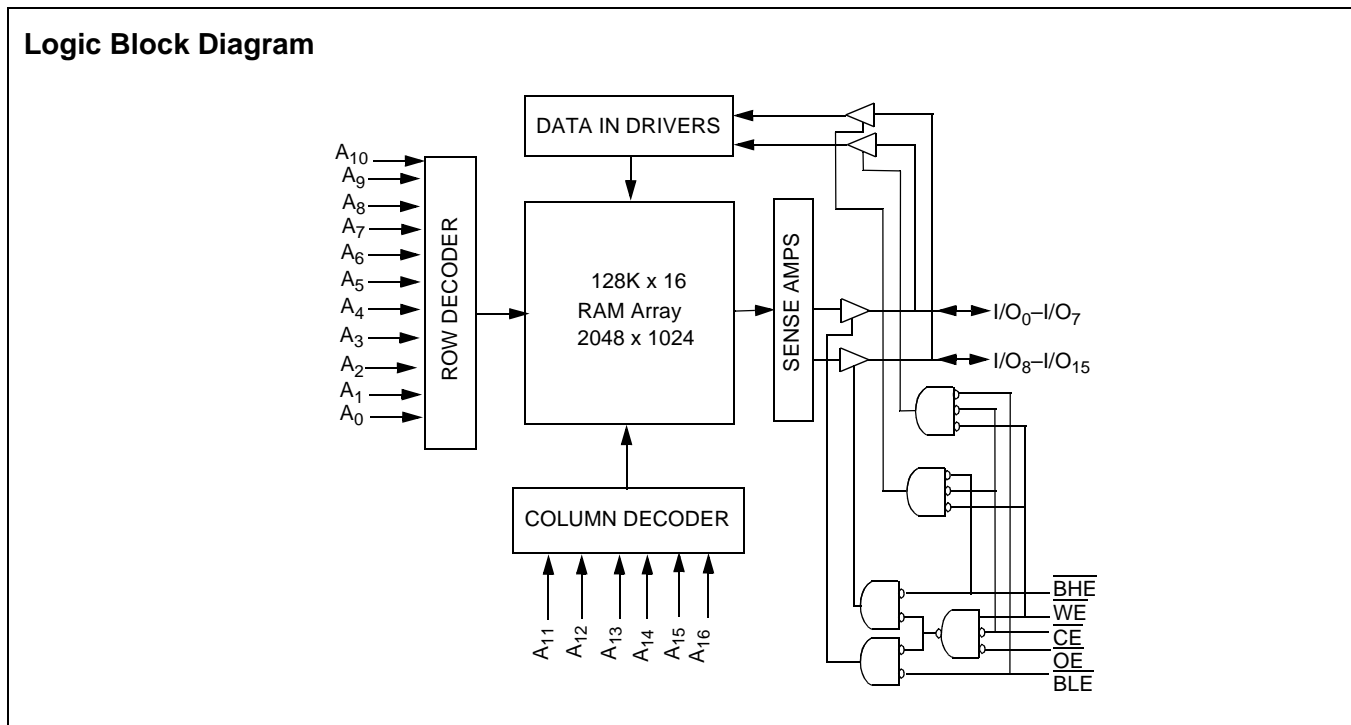 Logic Block Diagram
DATA IN DRIVERS
A10
A9
A8
A7
A6
A5
A4
A3
A2
A1
A0
ROW DECODER
128K x 16
RAM Array
2048 x 1024
SENSE AMPS
I/O0–I/O7
I/O8–I/O15
COLUMN DECODER
A11
A12
A13
A14
A15
A16
BHE
WE
CE
OE
BLE